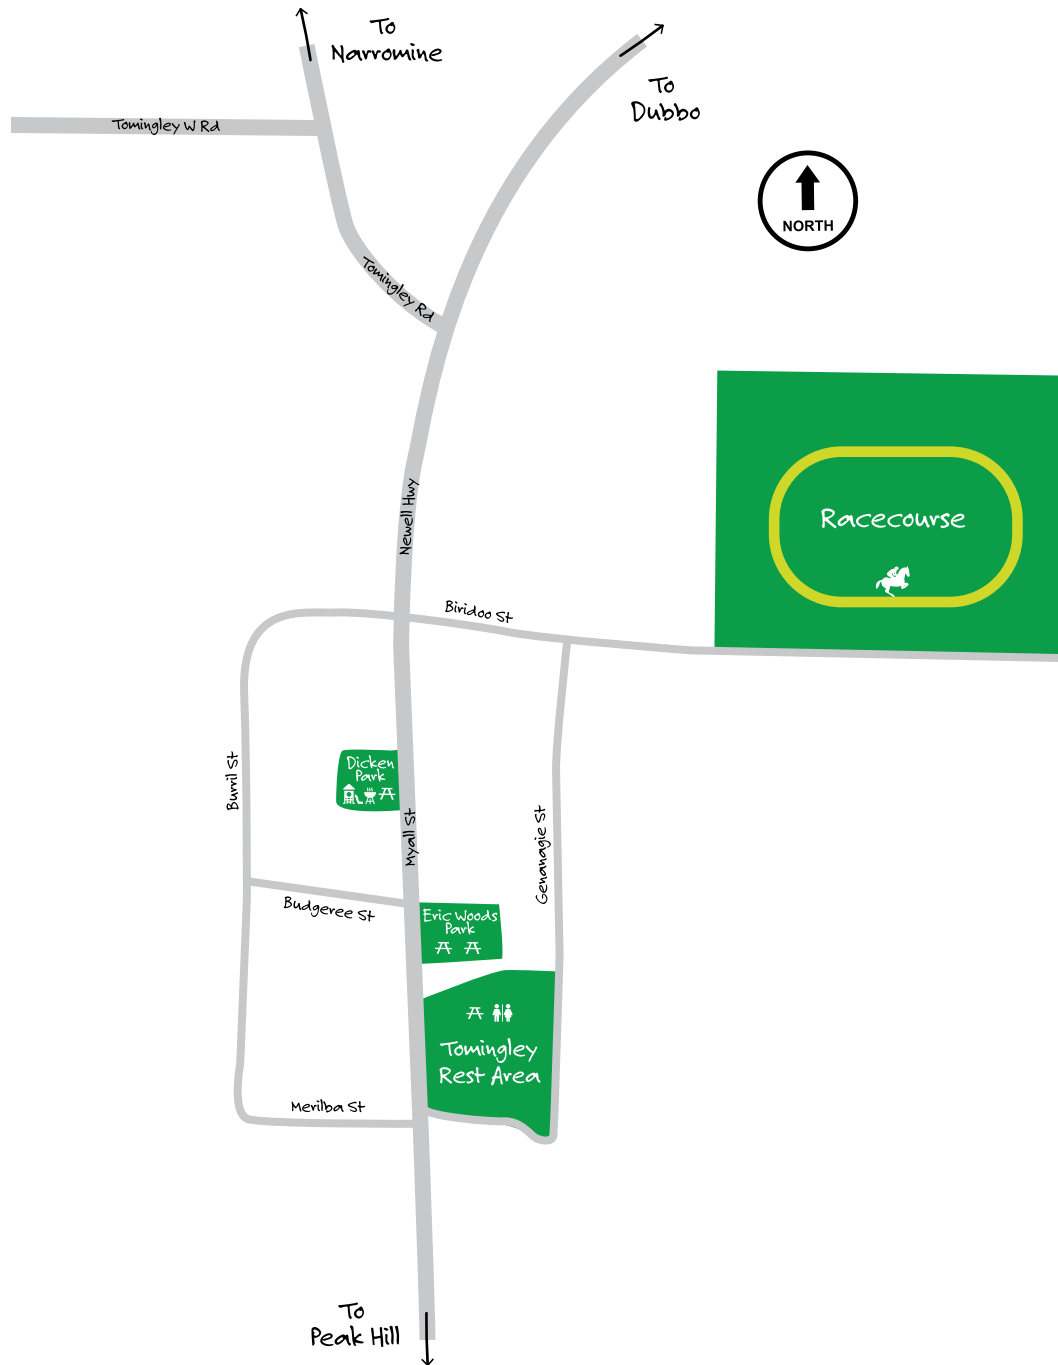 To
Narromine
To
Dubbo
Tomingley W Rd
NORTH
Tomingley Rd
Newell Hwy
Racecourse
Biridoo St
Dicken
Park
Burril St
Myall St
Genanagie St
Budgeree St
Eric Woods
Park
Tomingley
Rest Area
Merilba St
To
Peak Hill